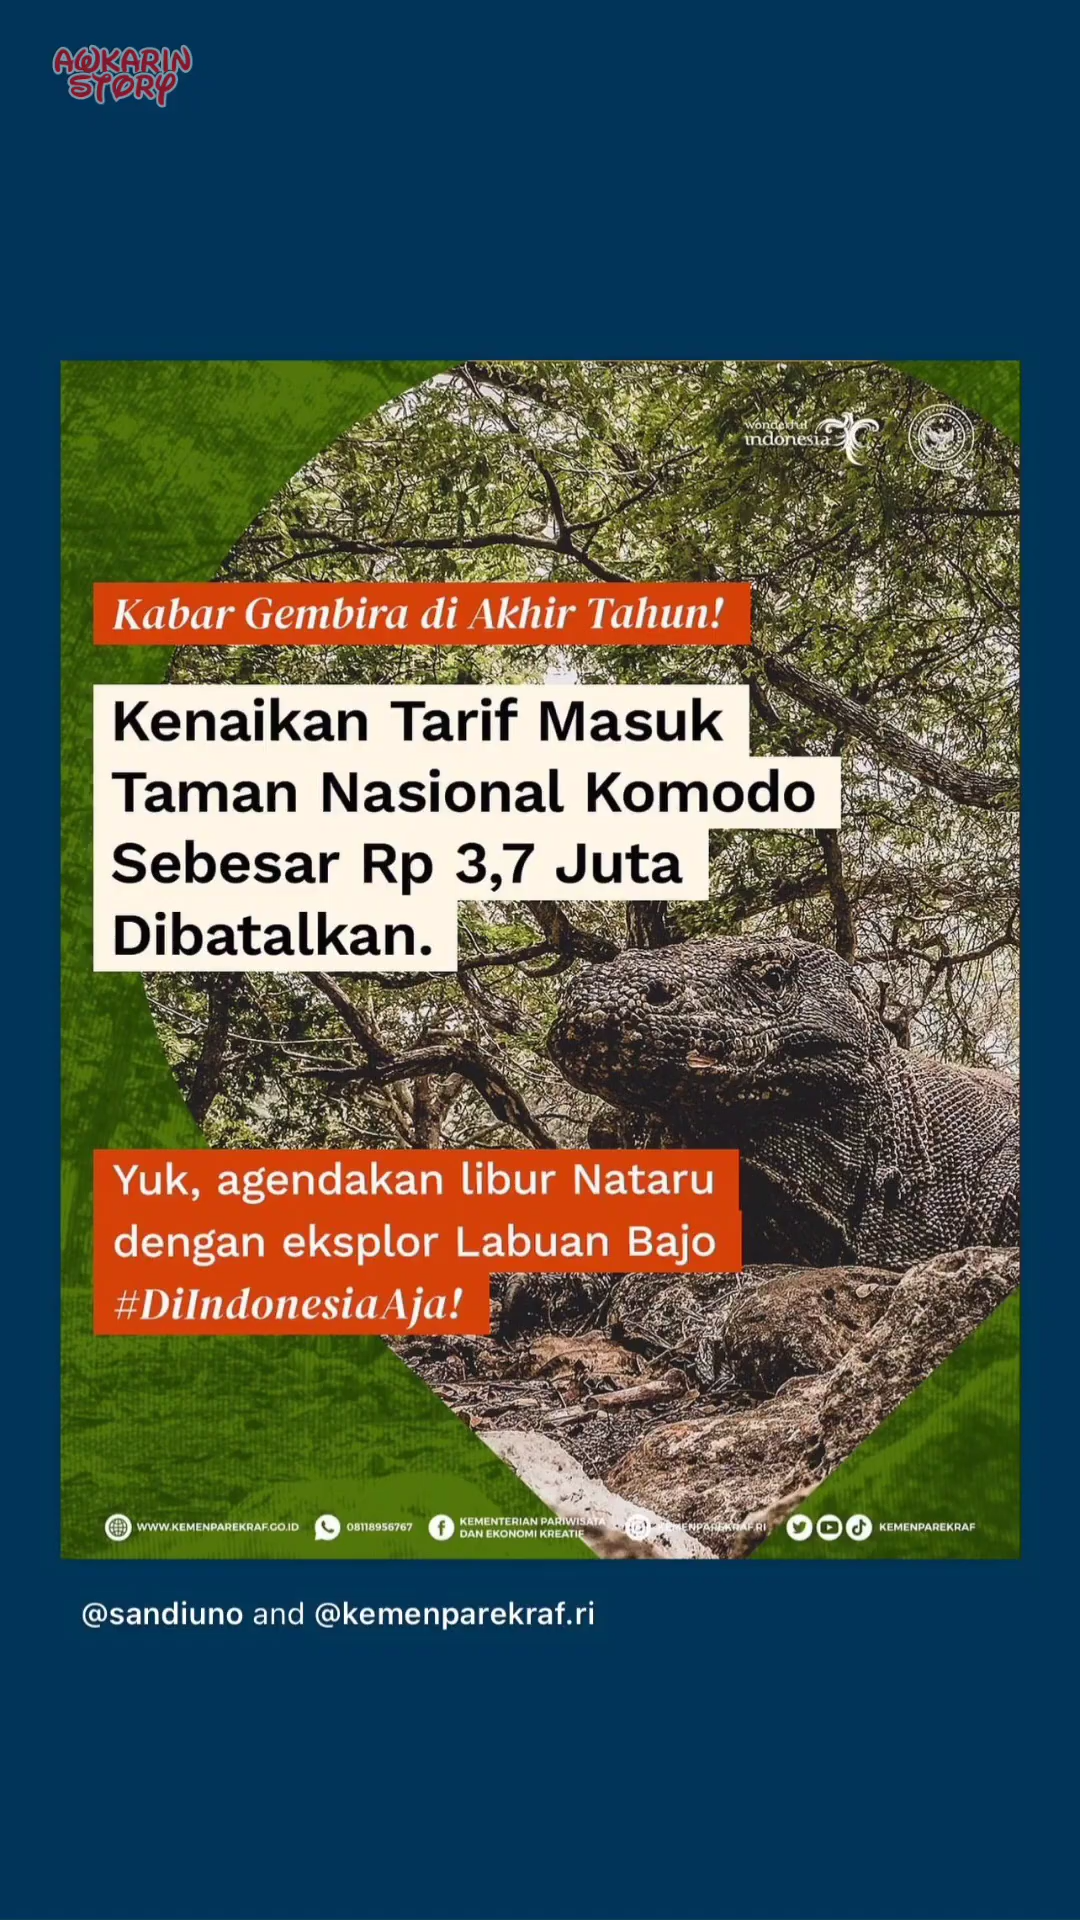 AWKARIN
STORY
wonderful
indonesia
Kabar Gembira di Akhir Tahun!
Kenaikan Tarif Masuk
Taman Nasional Komodo
Sebesar Rp 3,7 Juta
Dibatalkan.
Yuk, agendakan libur Nataru
dengan eksplor Labuan Bajo
#DiIndonesiaAja!
WWW.KEMENPAREKRAF.GO.ID
08118956767
KEMENTERIAN PARIWISATA
DAN EKONOMI KREATIF
KEMENPAREKRAF.RI
KEMENPAREKRAF
@sandiuno and @kemenparekraf.ri